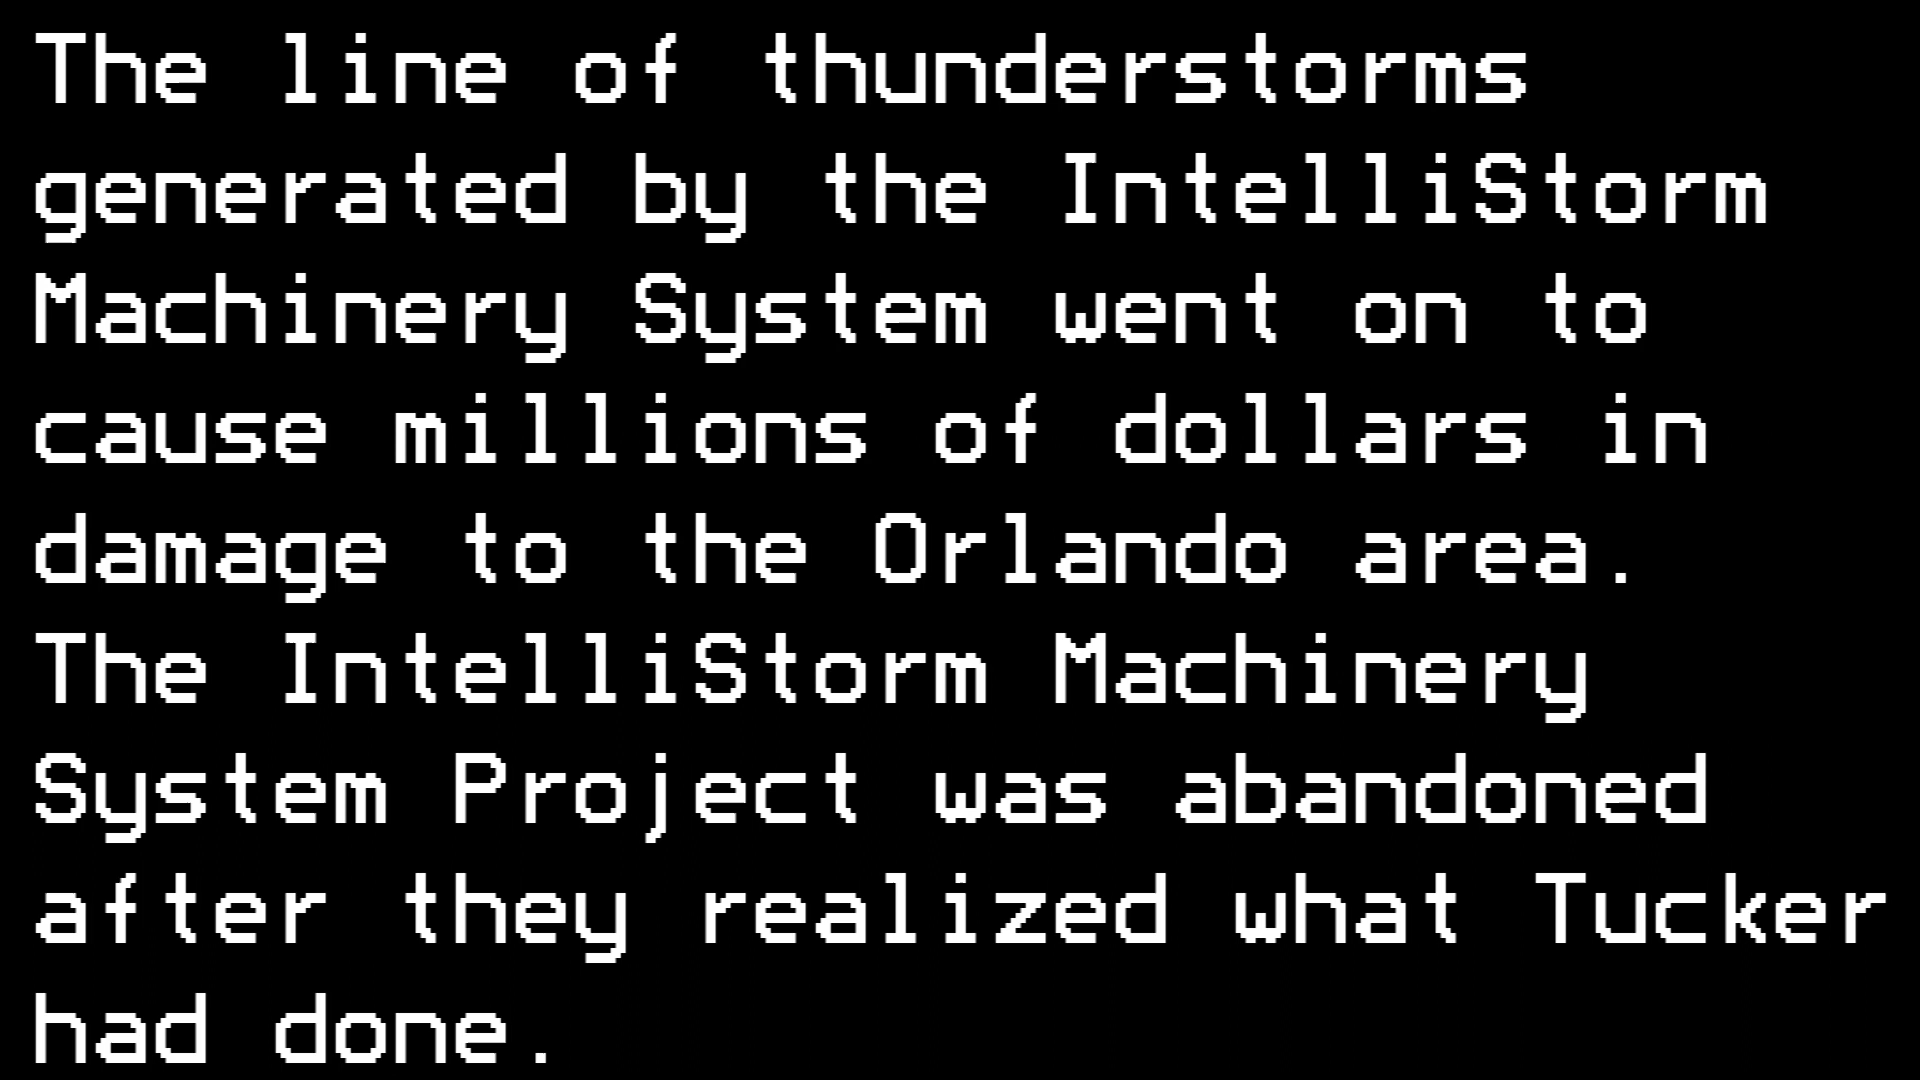 The line of thunderstorms
generated by the IntelliStorm
Machinery System went on to
cause millions of dollars in
damage to the Orlando area.
The IntelliStorm Machinery
System Project was abandoned
after they realized what Tucker
had done.